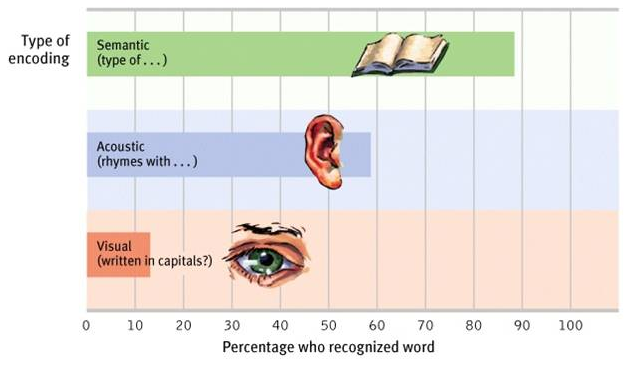 Type of
encoding
Semantic
(type of...)
Acoustic
(rhymes with...)
Visual
(written in capitals?)
0 10 20 30 40 50 60 70 80 90 100
Percentage who recognized word